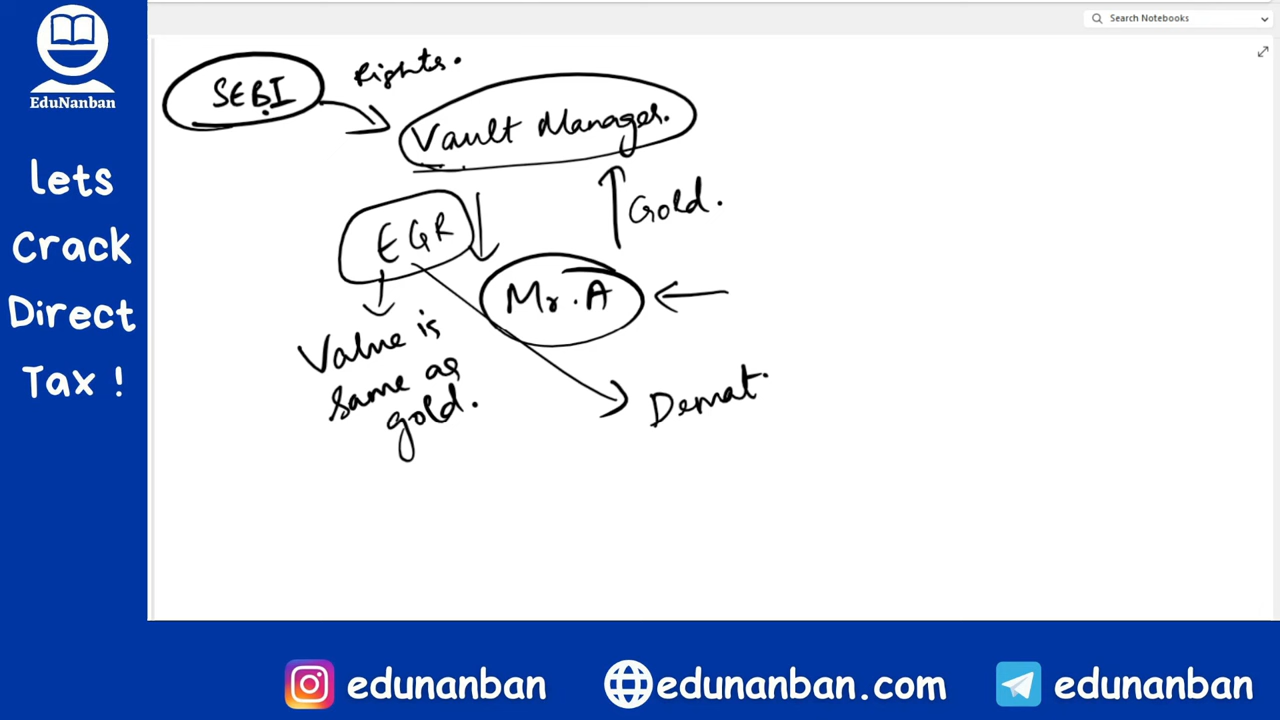 Search Notebooks
EduNanban
Lets
Crack
Direct
Tax !
SEBI
Rights.
Vault Manager.
Gold.
EGR
Mr. A
Value is
same as
gold.
Demat.
edunanban
edunanban.com
edunanban